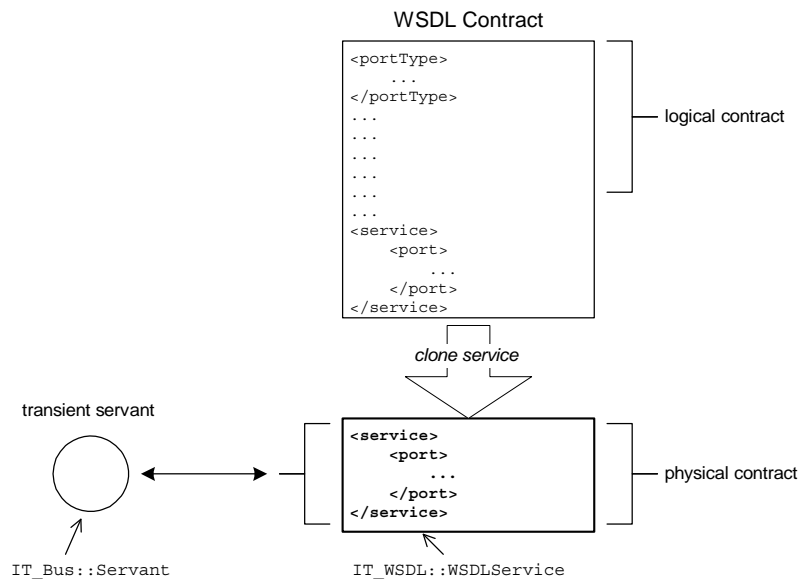 WSDL Contract
<portType>
...
</portType>
...
...
...
...
...
...
<service>
<port>
...
</port>
</service>
logical contract
clone service
transient servant
<service>
<port>
...
</port>
</service>
physical contract
IT_Bus::Servant
IT_WSDL::WSDLService